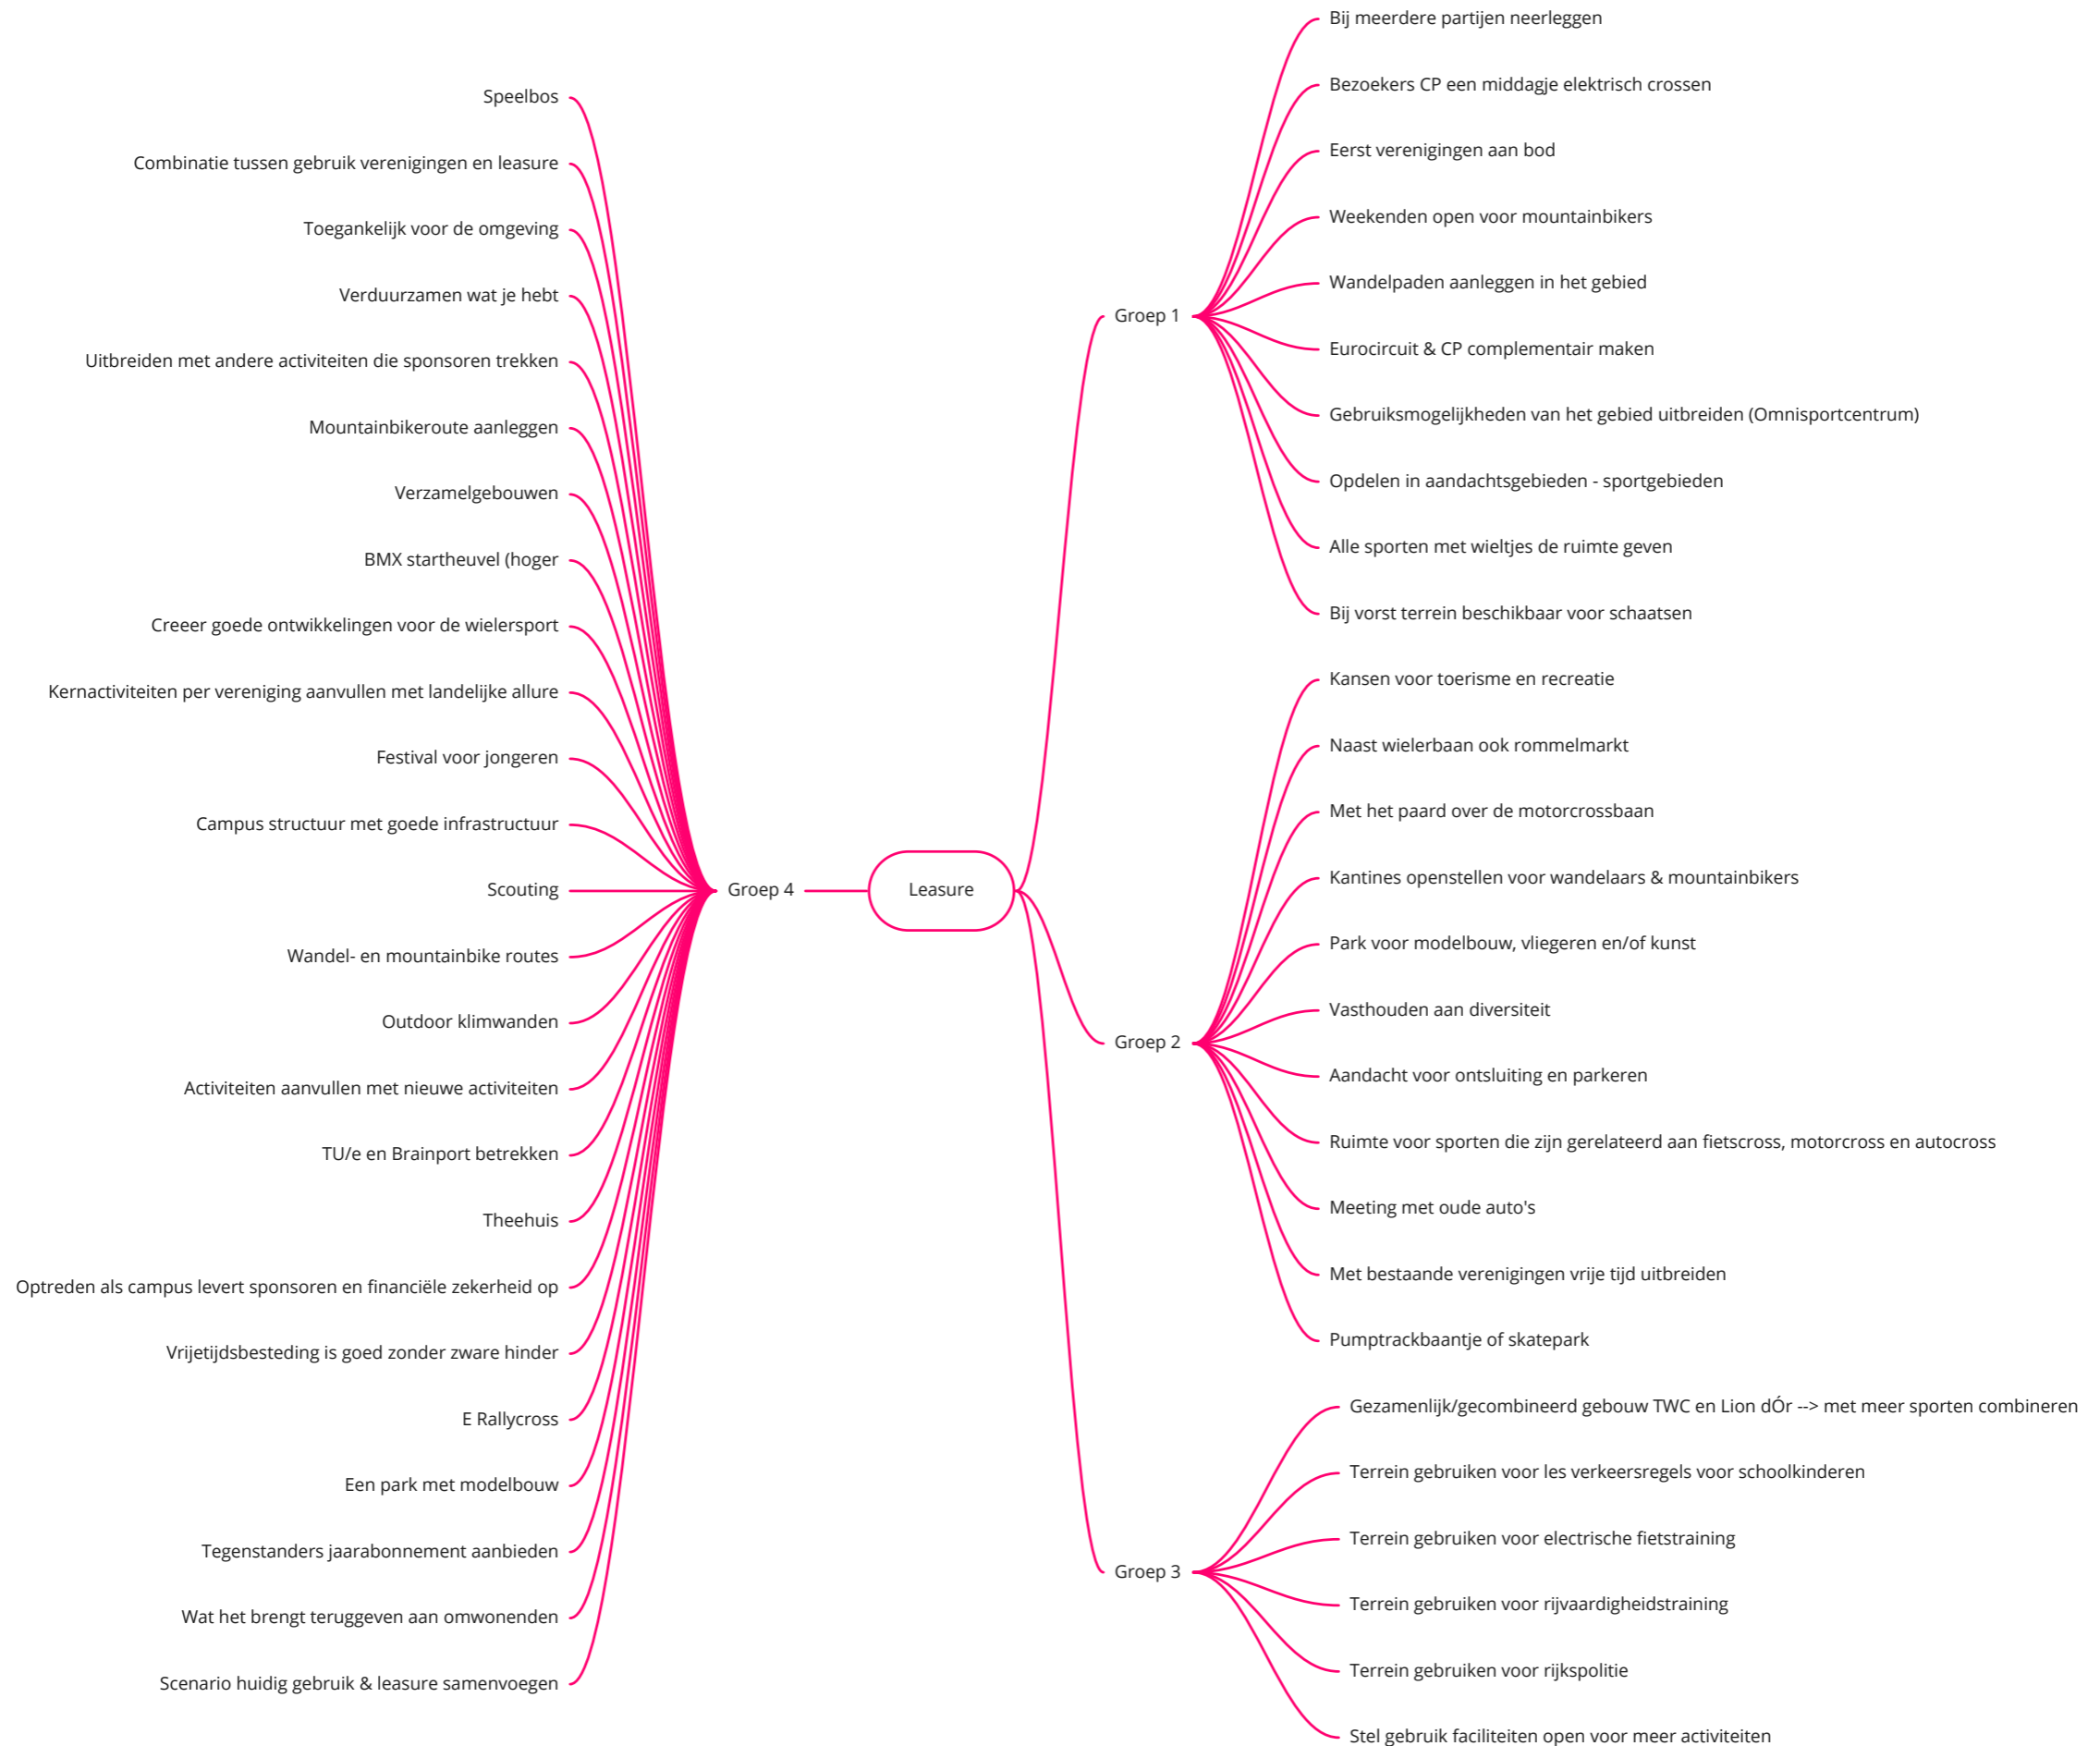 Leasure
Groep 1
Bij meerdere partijen neerleggen
Bezoekers CP een middagje elektrisch crossen
Eerst verenigingen aan bod
Weekenden open voor mountainbikers
Wandelpaden aanleggen in het gebied
Eurocircuit & CP complementair maken
Gebruiksmogelijkheden van het gebied uitbreiden (Omnisportcentrum)
Opdelen in aandachtsgebieden - sportgebieden
Alle sporten met wieltjes de ruimte geven
Bij vorst terrein beschikbaar voor schaatsen
Groep 2
Kansen voor toerisme en recreatie
Naast wielerbaan ook rommelmarkt
Met het paard over de motorcrossbaan
Kantines openstellen voor wandelaars & mountainbikers
Park voor modelbouw, vliegeren en/of kunst
Vasthouden aan diversiteit
Aandacht voor ontsluiting en parkeren
Ruimte voor sporten die zijn gerelateerd aan fietscross, motorcross en autocross
Meeting met oude auto's
Met bestaande verenigingen vrije tijd uitbreiden
Pumptrackbaantje of skatepark
Groep 3
Gezamenlijk/gecombineerd gebouw TWC en Lion dÓr --> met meer sporten combineren
Terrein gebruiken voor les verkeersregels voor schoolkinderen
Terrein gebruiken voor electrische fietstraining
Terrein gebruiken voor rijvaardigheidstraining
Terrein gebruiken voor rijkspolitie
Stel gebruik faciliteiten open voor meer activiteiten
Groep 4
Speelbos
Combinatie tussen gebruik verenigingen en leasure
Toegankelijk voor de omgeving
Verduurzamen wat je hebt
Uitbreiden met andere activiteiten die sponsoren trekken
Mountainbikeroute aanleggen
Verzamelgebouwen
BMX startheuvel (hoger
Creeer goede ontwikkelingen voor de wielersport
Kernactiviteiten per vereniging aanvullen met landelijke allure
Festival voor jongeren
Campus structuur met goede infrastructuur
Scouting
Wandel- en mountainbike routes
Outdoor klimwanden
Activiteiten aanvullen met nieuwe activiteiten
TU/e en Brainport betrekken
Theehuis
Optreden als campus levert sponsoren en financiële zekerheid op
Vrijetijdsbesteding is goed zonder zware hinder
E Rallycross
Een park met modelbouw
Tegenstanders jaarabonnement aanbieden
Wat het brengt teruggeven aan omwonenden
Scenario huidig gebruik & leasure samenvoegen